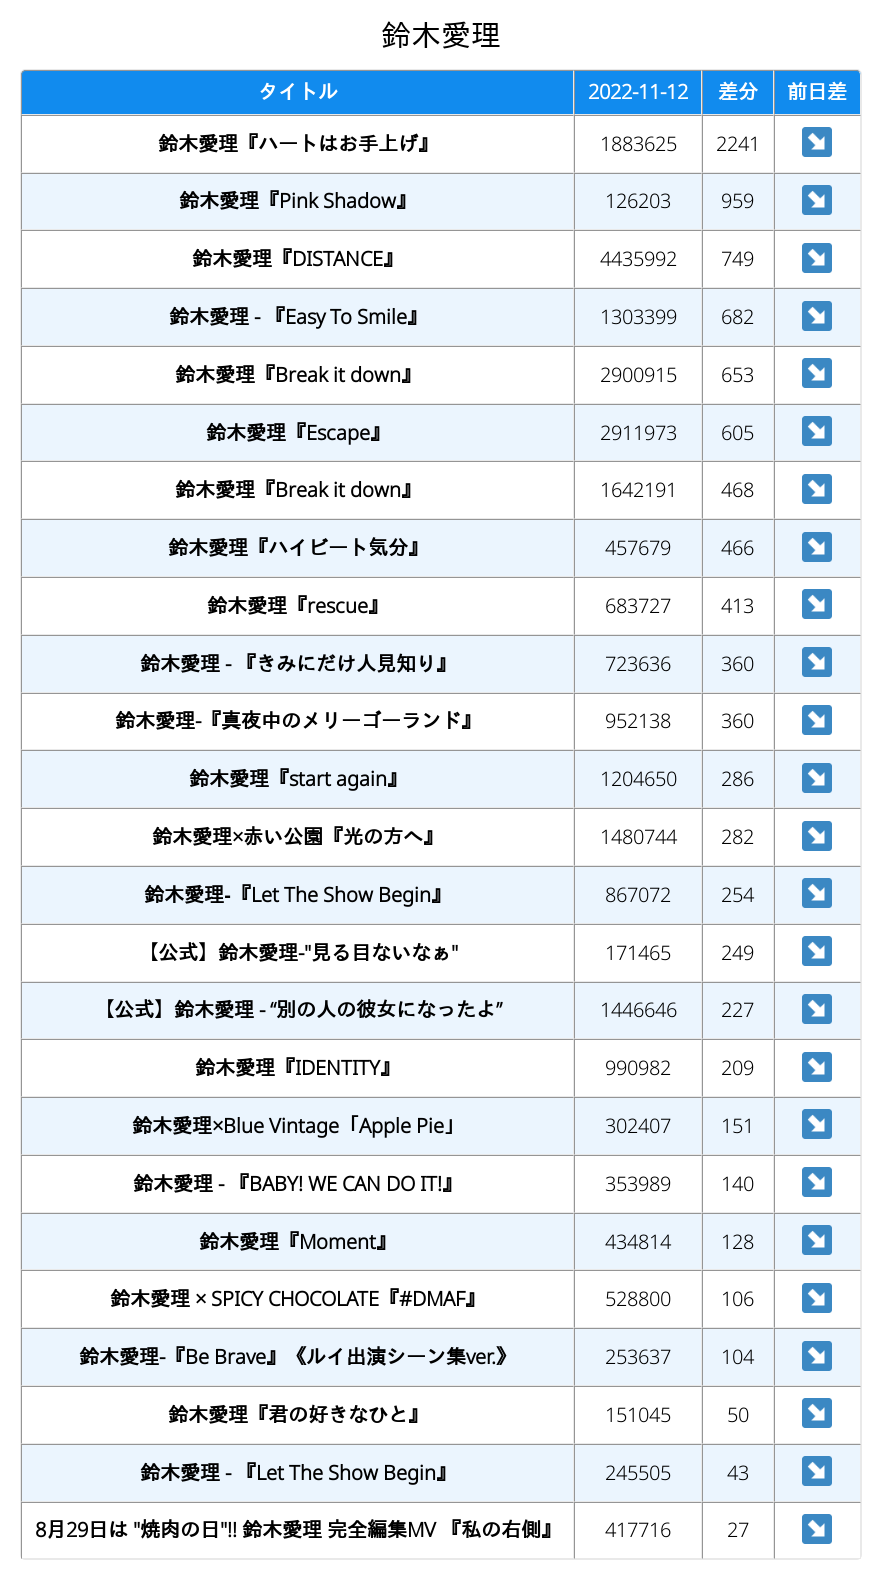 鈴木愛理
タイトル 2022-11-12 差分 前日差
鈴木愛理『ハートはお手上げ』 1883625 2241 ↘
鈴木愛理『Pink Shadow』 126203 959 ↘
鈴木愛理『DISTANCE』 4435992 749 ↘
鈴木愛理 - 『Easy To Smile』 1303399 682 ↘
鈴木愛理『Break it down』 2900915 653 ↘
鈴木愛理『Escape』 2911973 605 ↘
鈴木愛理『Break it down』 1642191 468 ↘
鈴木愛理『ハイビート気分』 457679 466 ↘
鈴木愛理『rescue』 683727 413 ↘
鈴木愛理 - 『きみにだけ人見知り』 723636 360 ↘
鈴木愛理-『真夜中のメリーゴーランド』 952138 360 ↘
鈴木愛理『start again』 1204650 286 ↘
鈴木愛理×赤い公園『光の方へ』 1480744 282 ↘
鈴木愛理-『Let The Show Begin』 867072 254 ↘
【公式】鈴木愛理-"見る目ないなぁ" 171465 249 ↘
【公式】鈴木愛理 - “別の人の彼女になったよ” 1446646 227 ↘
鈴木愛理『IDENTITY』 990982 209 ↘
鈴木愛理×Blue Vintage「Apple Pie」 302407 151 ↘
鈴木愛理 - 『BABY! WE CAN DO IT!』 353989 140 ↘
鈴木愛理『Moment』 434814 128 ↘
鈴木愛理 × SPICY CHOCOLATE『#DMAF』 528800 106 ↘
鈴木愛理-『Be Brave』《ルイ出演シーン集ver.》 253637 104 ↘
鈴木愛理『君の好きなひと』 151045 50 ↘
鈴木愛理 - 『Let The Show Begin』 245505 43 ↘
8月29日は "焼肉の日"!! 鈴木愛理 完全編集MV 『私の右側』 417716 27 ↘